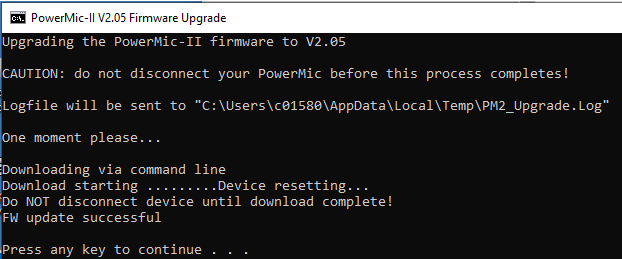 PowerMic-II V2.05 Firmware Upgrade
Upgrading the PowerMic-II firmware to V2.05
CAUTION: do not disconnect your PowerMic before this process completes!
Logfile will be sent to "C:\Users\c01580\AppData\Local\Temp\PM2_Upgrade.Log"
One moment please...
Downloading via command line
Download starting .........Device resetting...
Do NOT disconnect device until download complete!
FW update successful
Press any key to continue . . .